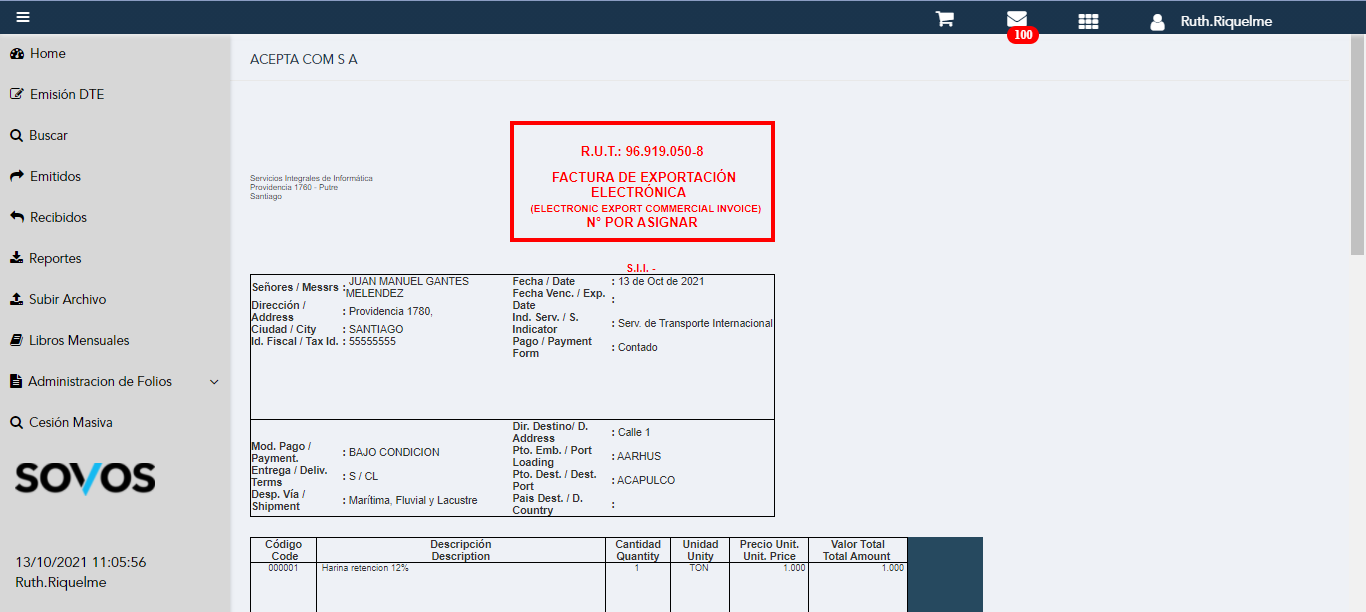 Ruth.Riquelme
100
Home
Emisión DTE
Buscar
Emitidos
Recibidos
Reportes
Subir Archivo
Libros Mensuales
Administracion de Folios
Cesión Masiva
SOVOS
13/10/2021 11:05:56
Ruth.Riquelme
ACEPTA COM S A
Servicios Integrales de Informática
Providencia 1760 - Putre
Santiago
R.U.T.: 96.919.050-8
FACTURA DE EXPORTACIÓN
ELECTRÓNICA
(ELECTRONIC EXPORT COMMERCIAL INVOICE)
N° POR ASIGNAR
S.I.I. -
Señores / Messrs : JUAN MANUEL GANTES
MELENDEZ
Dirección /
Address : Providencia 1780,
Ciudad / City : SANTIAGO
Id. Fiscal / Tax Id. : 55555555
Fecha / Date : 13 de Oct de 2021
Fecha Venc. / Exp.
Date :
Ind. Serv. / S.
Indicator : Serv. de Transporte Internacional
Pago / Payment
Form : Contado
Mod. Pago /
Payment. : BAJO CONDICION
Entrega / Deliv.
Terms : S / CL
Desp. Vía /
Shipment : Marítima, Fluvial y Lacustre
Dir. Destino/ D.
Address : Calle 1
Pto. Emb. / Port
Loading : AARHUS
Pto. Dest. / Dest.
Port : ACAPULCO
Pais Dest. / D.
Country :
Código Descripción Cantidad Unidad Precio Unit. Valor Total
Code Description Quantity Unity Unit. Price Total Amount
000001 Harina retencion 12% 1 TON 1.000 1.000